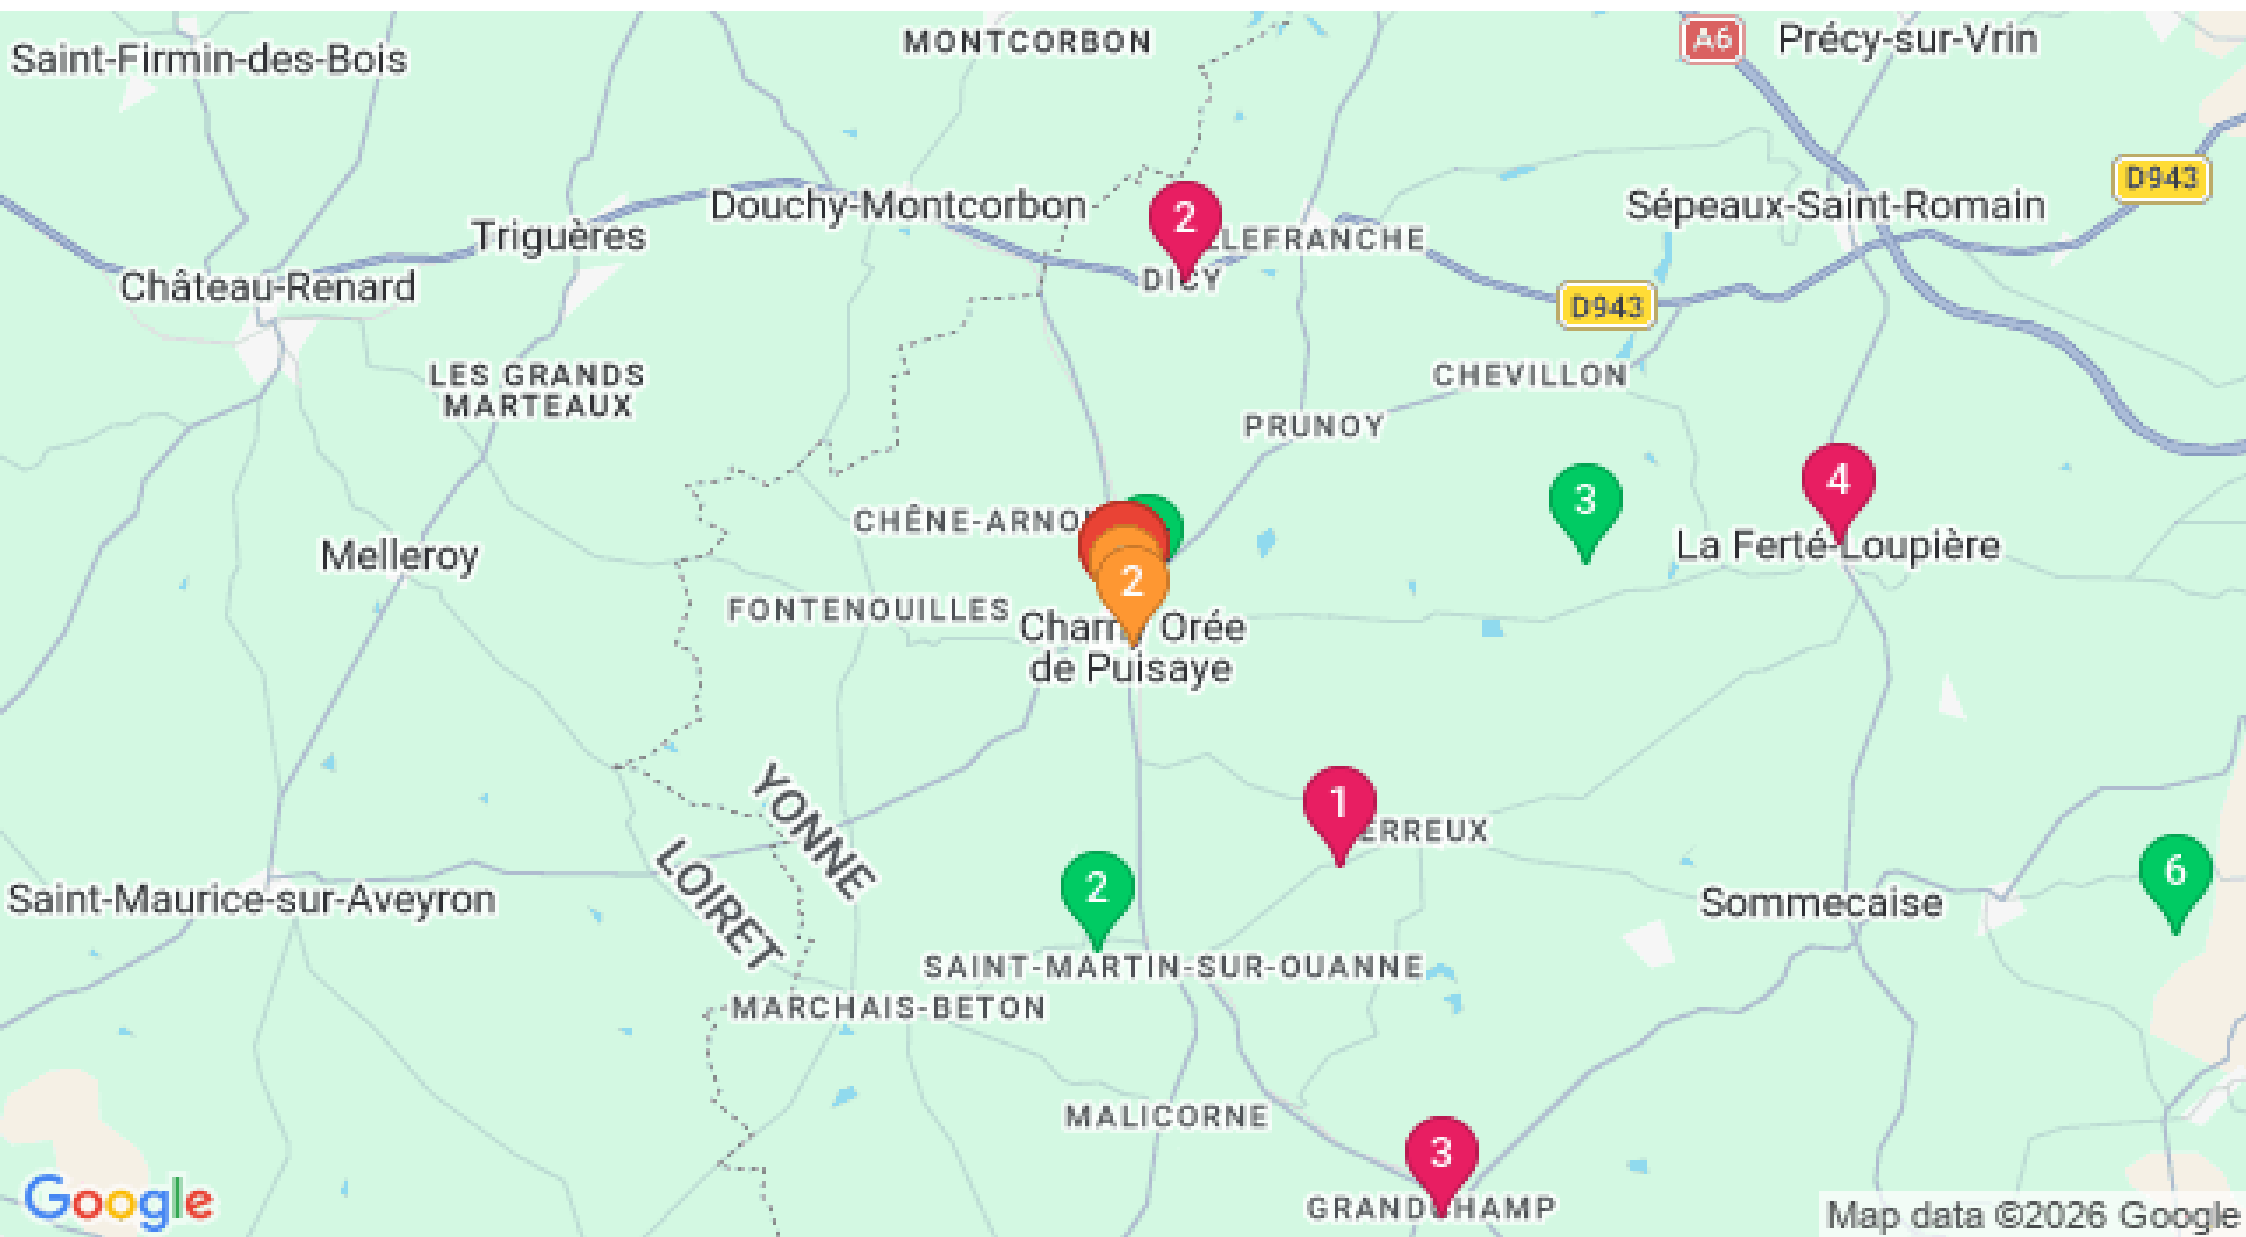 MONTCORBON
A6
Précy-sur-Vrin
Saint-Firmin-des-Bois
D943
Douchy-Montcorbon
2
Sépeaux-Saint-Romain
Triguères
LEFRANCHE
Château-Renard
DICY
D943
LES GRANDS
MARTEAUX
CHEVILLON
PRUNOY
4
3
CHÊNE-ARNO
La Ferté-Loupière
Melleroy
2
FONTENOUILLES
Charny Orée
de Puisaye
1
ERREUX
YONNE
LOIRET
2
6
Saint-Maurice-sur-Aveyron
Sommecaise
SAINT-MARTIN-SUR-OUANNE
MARCHAIS-BETON
MALICORNE
3
GRANDCHAMP
Google
Map data ©2026 Google